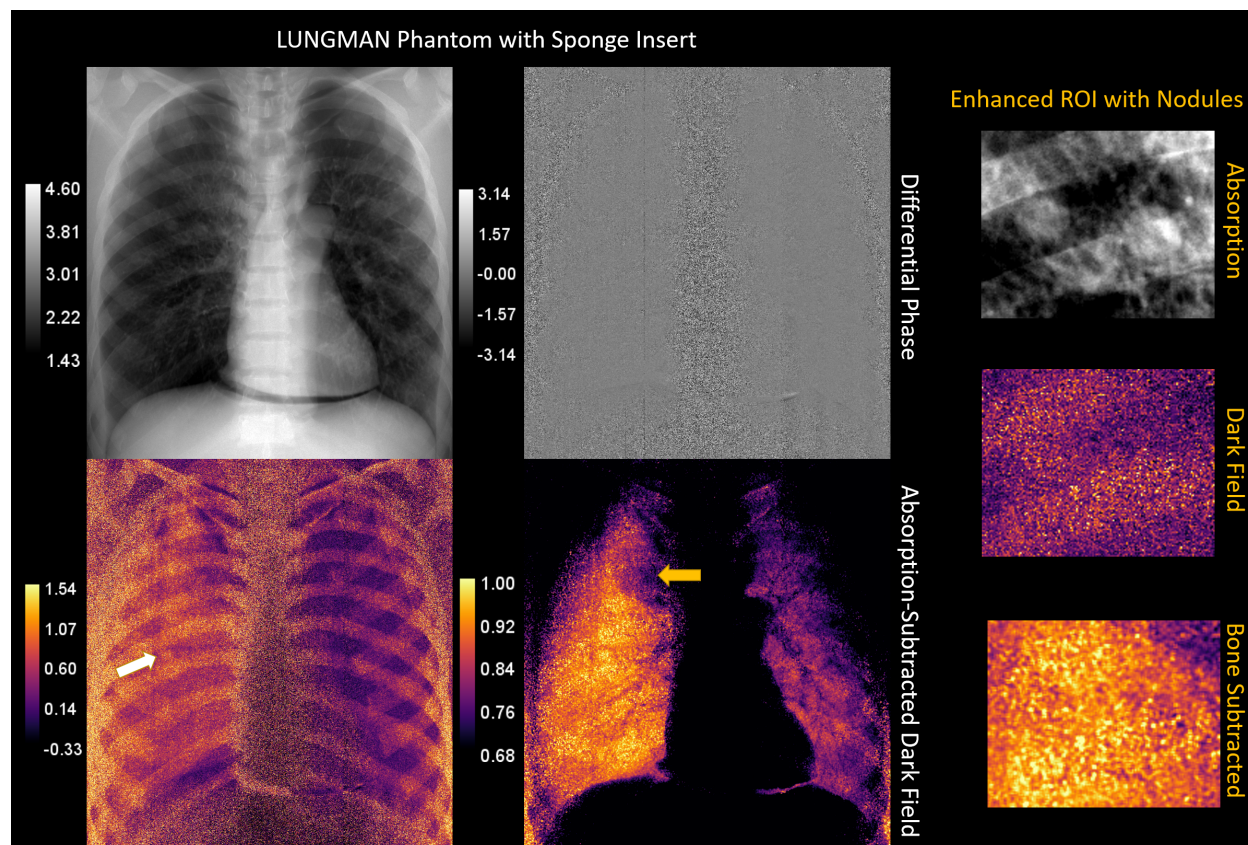 LUNGMAN Phantom with Sponge Insert
4.60
3.81
3.01
2.22
1.43
3.14
1.57
-0.00
-1.57
-3.14
Differential Phase
Enhanced ROI with Nodules
Absorption
Dark Field
Bone Subtracted
1.54
1.07
0.60
0.14
-0.33
1.00
0.92
0.84
0.76
0.68
Absorption-Subtracted Dark Field